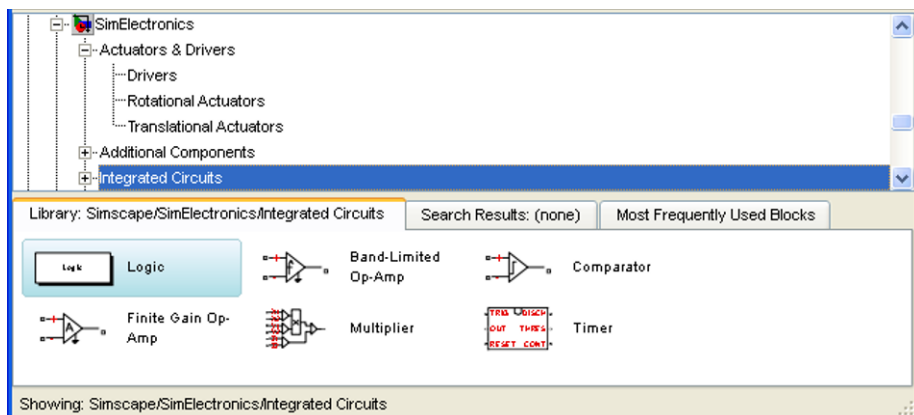 SimElectronics
Actuators & Drivers
Drivers
Rotational Actuators
Translational Actuators
Additional Components
Integrated Circuits
Library: Simscape/SimElectronics/Integrated Circuits
Search Results: (none)
Most Frequently Used Blocks
Logic
Logic
Band-Limited
Op-Amp
Comparator
A
Finite Gain Op-
Amp
Multiplier
TRIG DISCH
OUT THRES
RESET CONT
Timer
Showing: Simscape/SimElectronics/Integrated Circuits